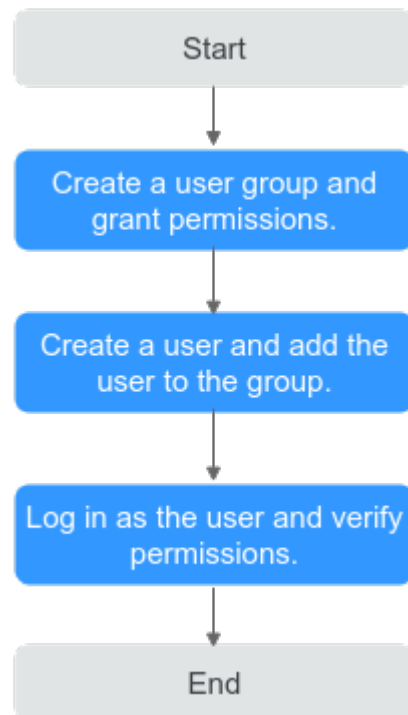 Start
Create a user group and
grant permissions.
Create a user and add the
user to the group.
Log in as the user and verify
permissions.
End